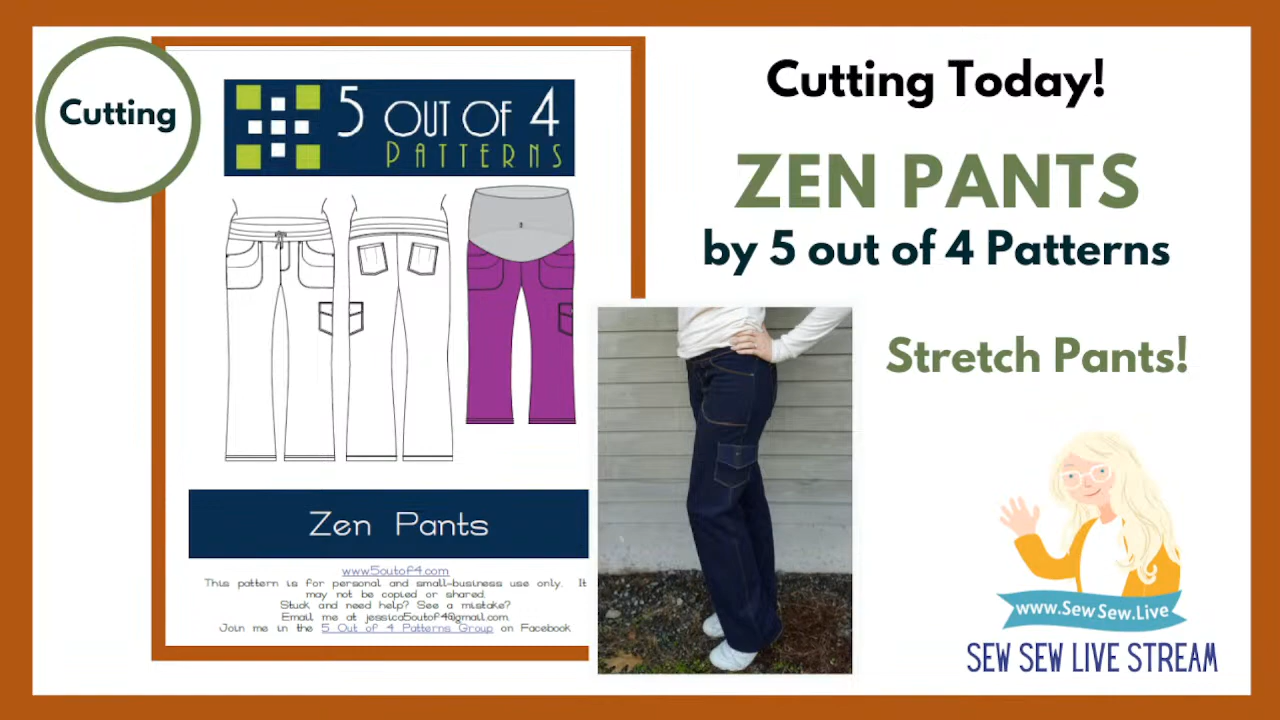 Cutting
5 OUT OF 4
PATTERNS
Zen Pants
www.5outof4.com
This pattern is for personal and small-business use only. It
may not be copied or shared.
Stuck and need help? See a mistake?
Email me at jessica5outof4@gmail.com.
Join me in the 5 Out of 4 Patterns Group on Facebook
Cutting Today!
ZEN PANTS
by 5 out of 4 Patterns
Stretch Pants!
www.SewSew.Live
SEW SEW LIVE STREAM